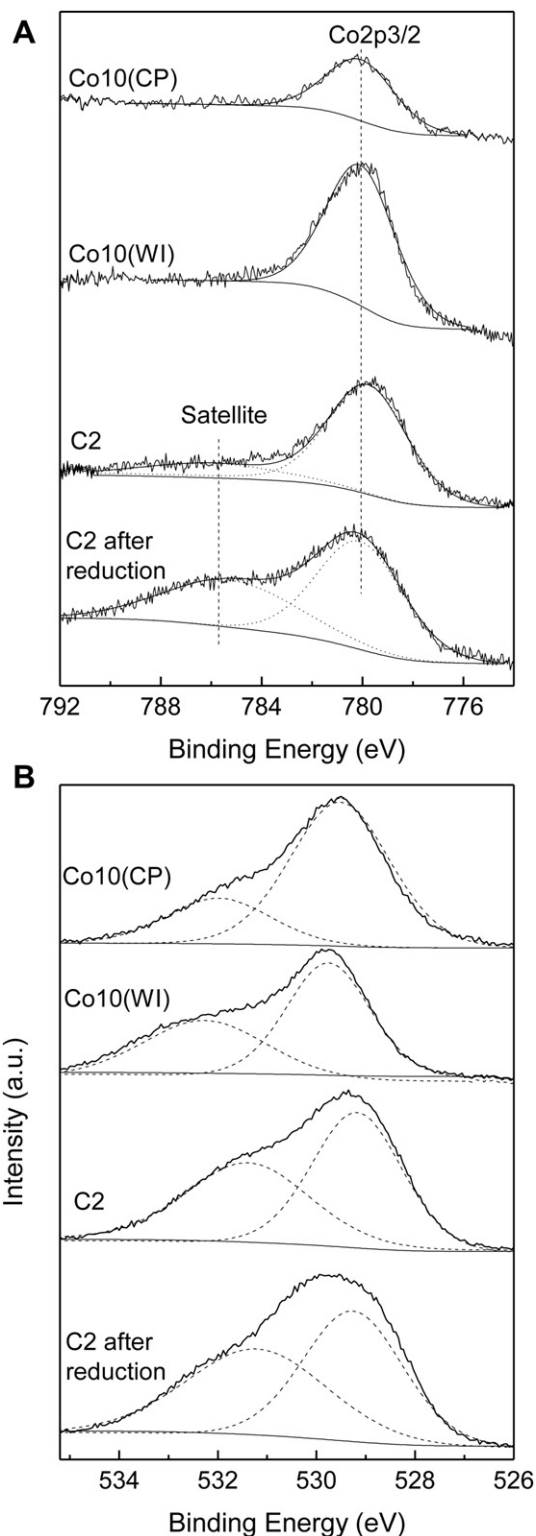 A
Co2p3/2
Co10(CP)
Co10(WI)
Satellite
C2
C2 after
reduction
792 788 784 780 776
Binding Energy (eV)
B
Co10(CP)
Co10(WI)
Intensity (a.u.)
C2
C2 after
reduction
534 532 530 528 526
Binding Energy (eV)